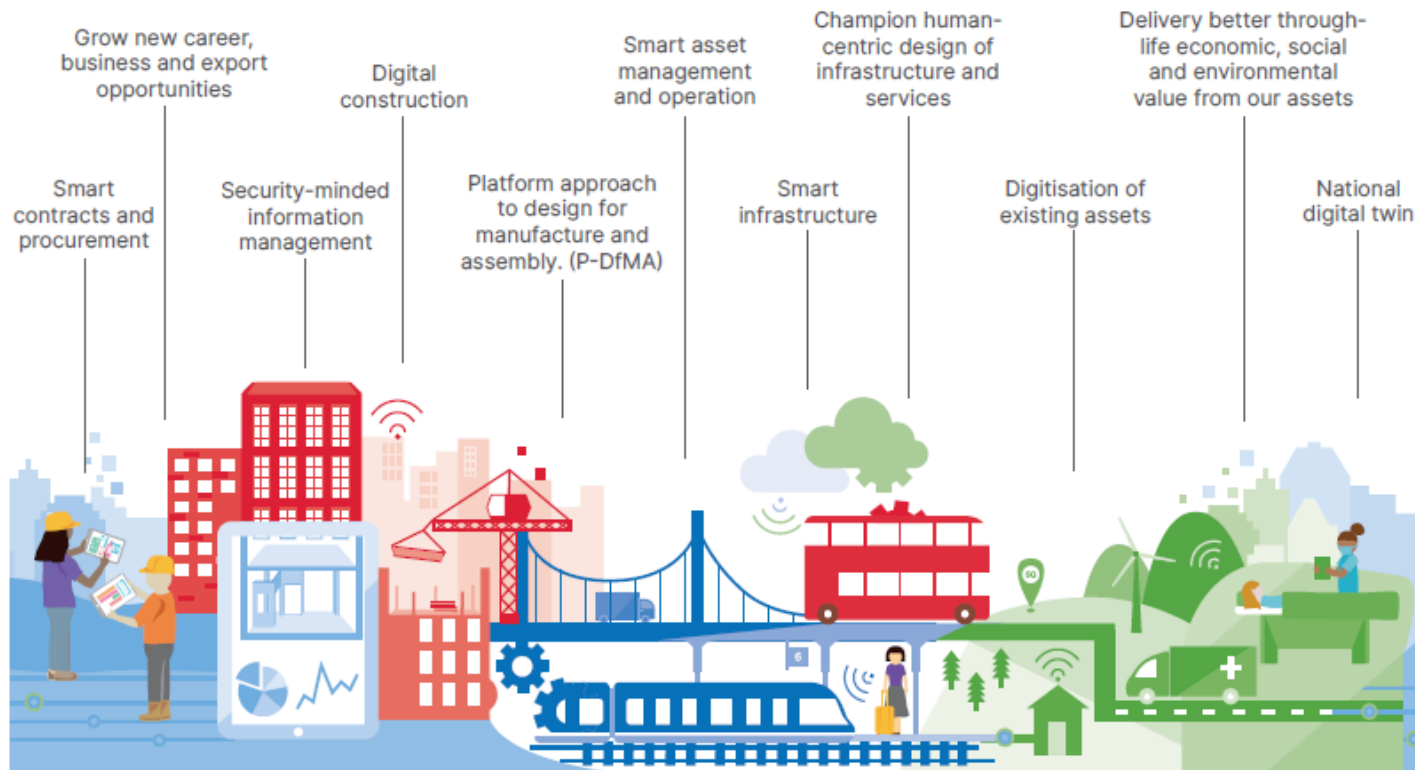 Grow new career,
business and export
opportunities
Digital
construction
Smart asset
management
and operation
Champion human-
centric design of
infrastructure and
services
Delivery better through-
life economic, social
and environmental
value from our assets
Smart
contracts and
procurement
Security-minded
information
management
Platform approach
to design for
manufacture and
assembly. (P-DfMA)
Smart
infrastructure
Digitisation of
existing assets
National
digital twin
5G
6